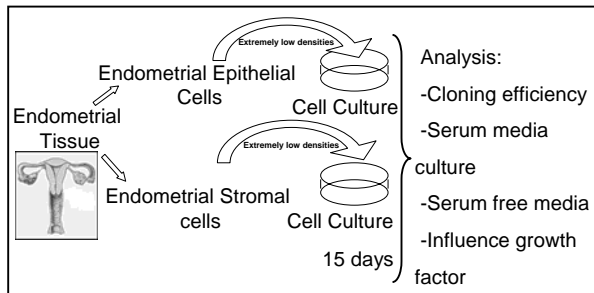 Endometrial
Tissue
Extremely low densities
Endometrial Epithelial
Cells
Cell Culture
Extremely low densities
Endometrial Stromal
cells
Cell Culture
15 days
Analysis:
-Cloning efficiency
-Serum media
culture
-Serum free media
-Influence growth
factor